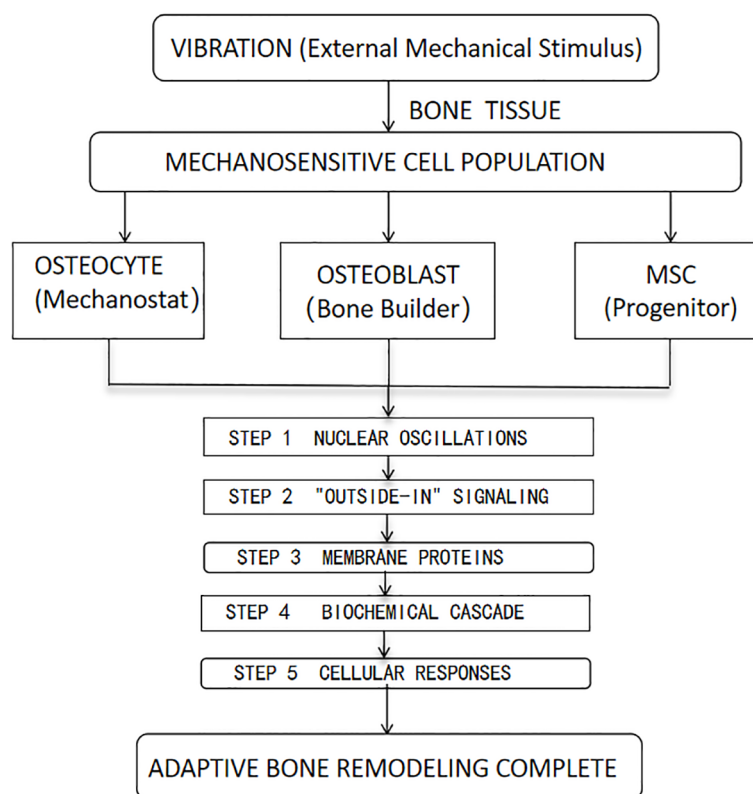 VIBRATION (External Mechanical Stimulus)
BONE TISSUE
MECHANOSENSITIVE CELL POPULATION
OSTEOCYTE
(Mechanostat)
OSTEOBLAST
(Bone Builder)
MSC
(Progenitor)
STEP 1 NUCLEAR OSCILLATIONS
STEP 2 "OUTSIDE-IN" SIGNALING
STEP 3 MEMBRANE PROTEINS
STEP 4 BIOCHEMICAL CASCADE
STEP 5 CELLULAR RESPONSES
ADAPTIVE BONE REMODELING COMPLETE